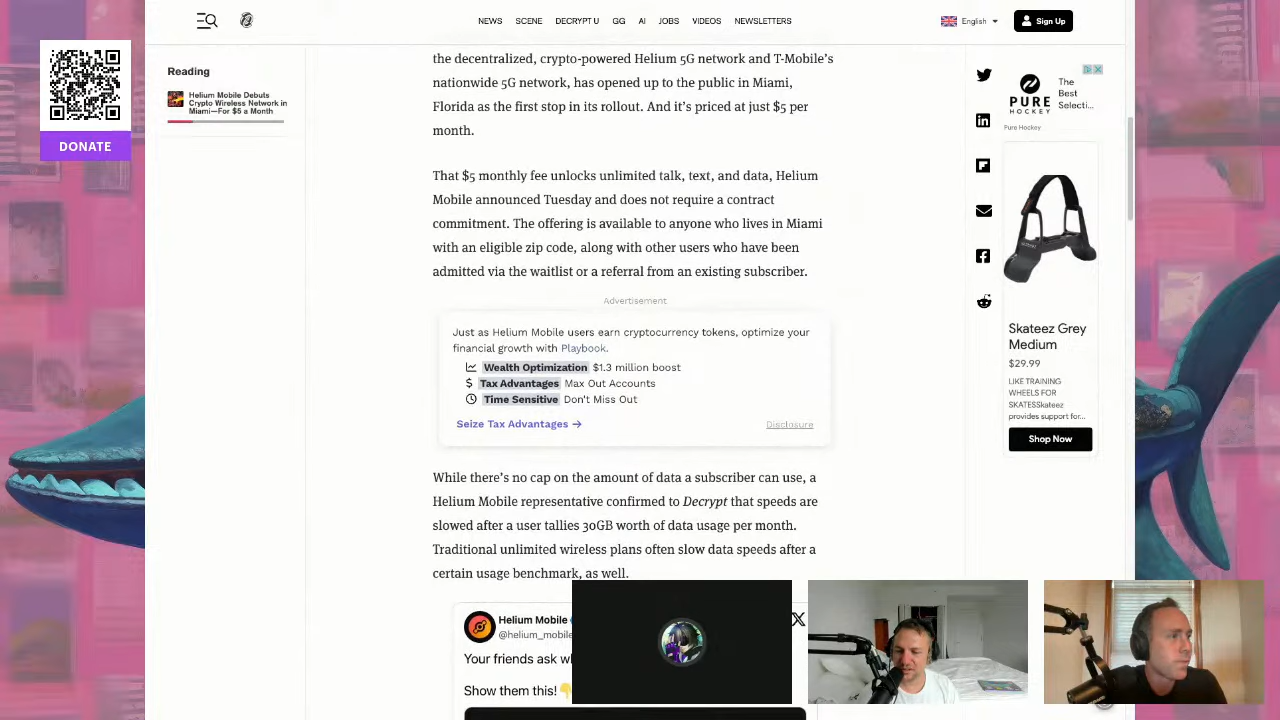 NEWS SCENE DECRYPT U GG AI JOBS VIDEOS NEWSLETTERS
English
Sign Up
DONATE
Reading
Helium Mobile Debuts
Crypto Wireless Network in
Miami—For $5 a Month
the decentralized, crypto-powered Helium 5G network and T-Mobile’s
nationwide 5G network, has opened up to the public in Miami,
Florida as the first stop in its rollout. And it’s priced at just $5 per
month.
That $5 monthly fee unlocks unlimited talk, text, and data, Helium
Mobile announced Tuesday and does not require a contract
commitment. The offering is available to anyone who lives in Miami
with an eligible zip code, along with other users who have been
admitted via the waitlist or a referral from an existing subscriber.
Advertisement
Just as Helium Mobile users earn cryptocurrency tokens, optimize your
financial growth with Playbook.
Wealth Optimization $1.3 million boost
$ Tax Advantages Max Out Accounts
Time Sensitive Don't Miss Out
Seize Tax Advantages →
Disclosure
While there’s no cap on the amount of data a subscriber can use, a
Helium Mobile representative confirmed to Decrypt that speeds are
slowed after a user tallies 30GB worth of data usage per month.
Traditional unlimited wireless plans often slow data speeds after a
certain usage benchmark, as well.
Helium Mobile
@helium_mobile
Your friends ask
Show them this!
PURE
HOCKEY
The
Best
Selecti...
Pure Hockey
Skateez Grey
Medium
$29.99
LIKE TRAINING
WHEELS FOR
SKATESSkateez
provides support for...
Shop Now